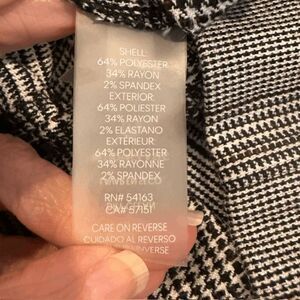 SHELL:
64% POLYESTER
34% RAYON
2% SPANDEX
EXTERIOR:
64% POLIESTER
34% RAYON
2% ELASTANO
EXTÉRIEUR
64% POLYESTER
34% RAYONNE
2% SPANDEX
RN# 54163
CA# 57151
CARE ON REVERSE
CUIDADO AL REVERSO
INVERSE